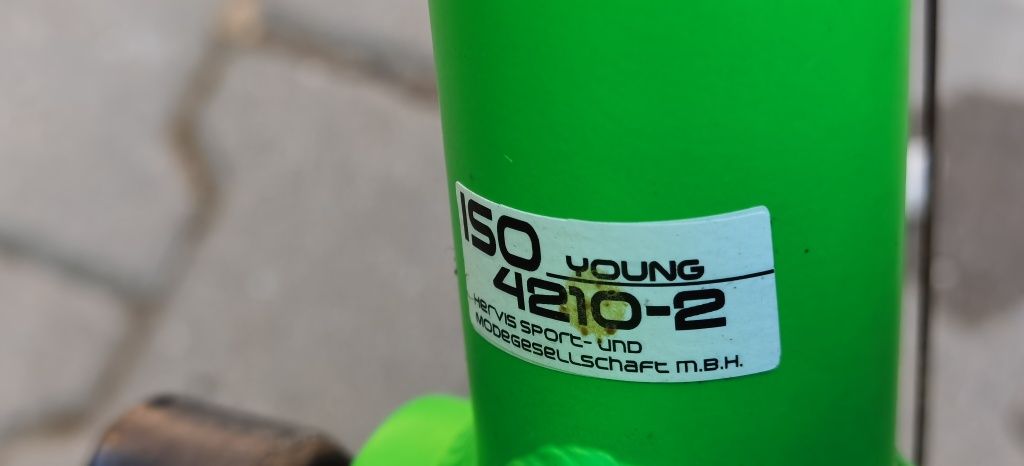 ISO YOUNG
4210-2
HERVIS SPORT- UND
MODEGESELLSCHAFT M.B.H.